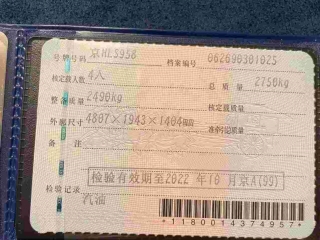 号牌号码 京HES958 档案编号 062690301025
核定载人数 4人 总质量 2750kg
整备质量 2490kg 核定载质量
外廓尺寸 4807×1943×1404mm 准牵引总质量
备注
检验有效期至2022年10月京A(99)
检验记录
汽油
*1180014374957*